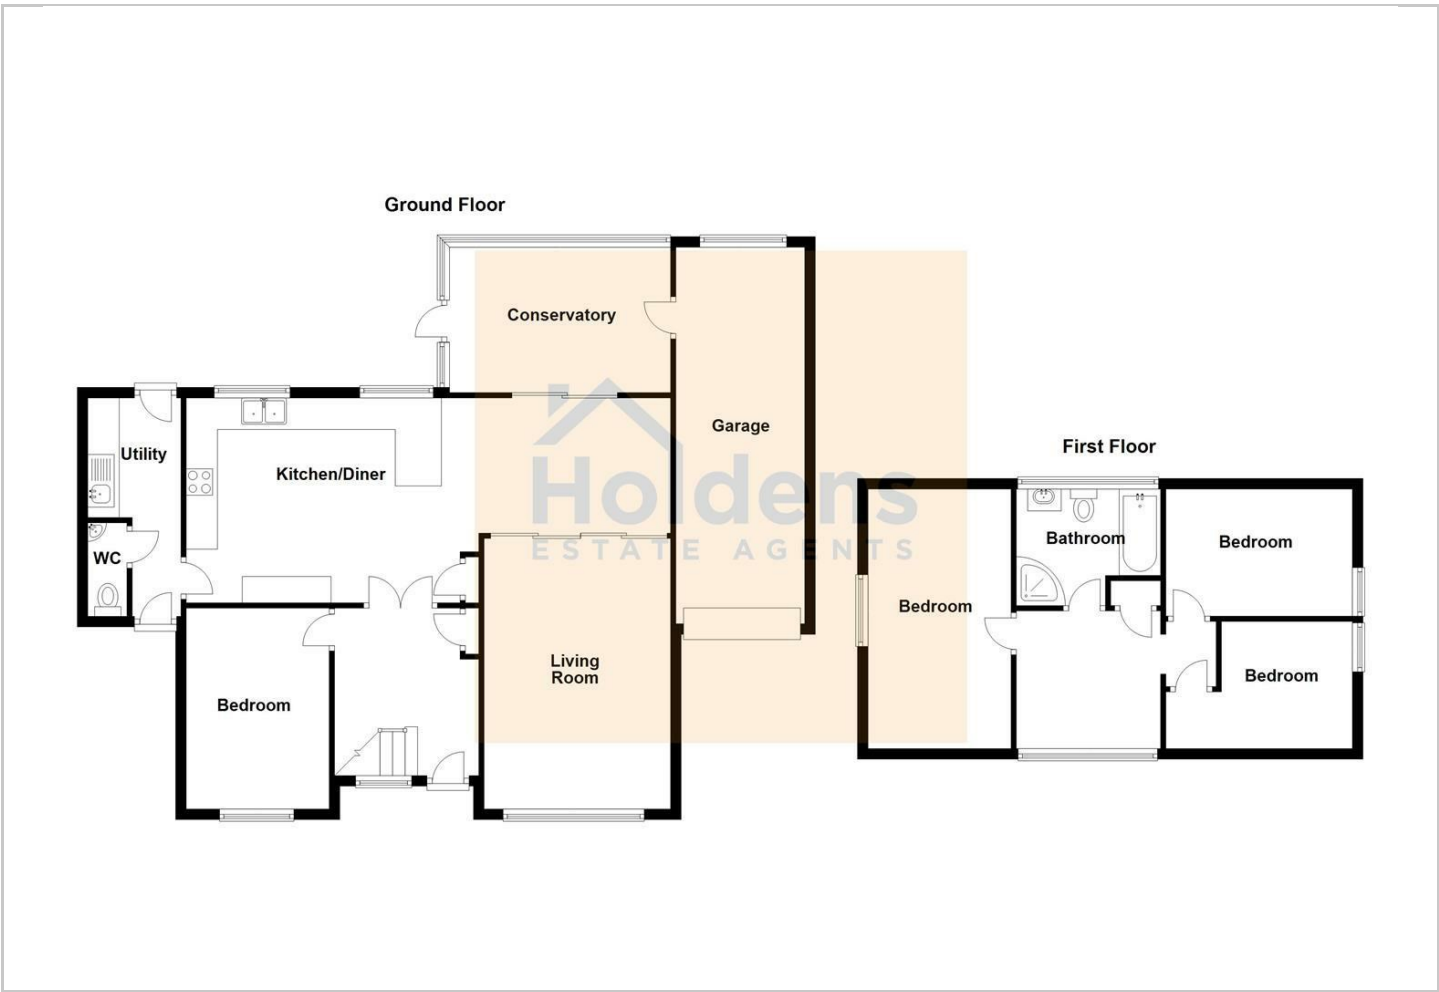 Ground Floor
Conservatory
Garage
Utility
Kitchen/Diner
WC
Bedroom
Living
Room
Holdens
ESTATE AGENTS
First Floor
Bathroom
Bedroom
Bedroom
Bedroom